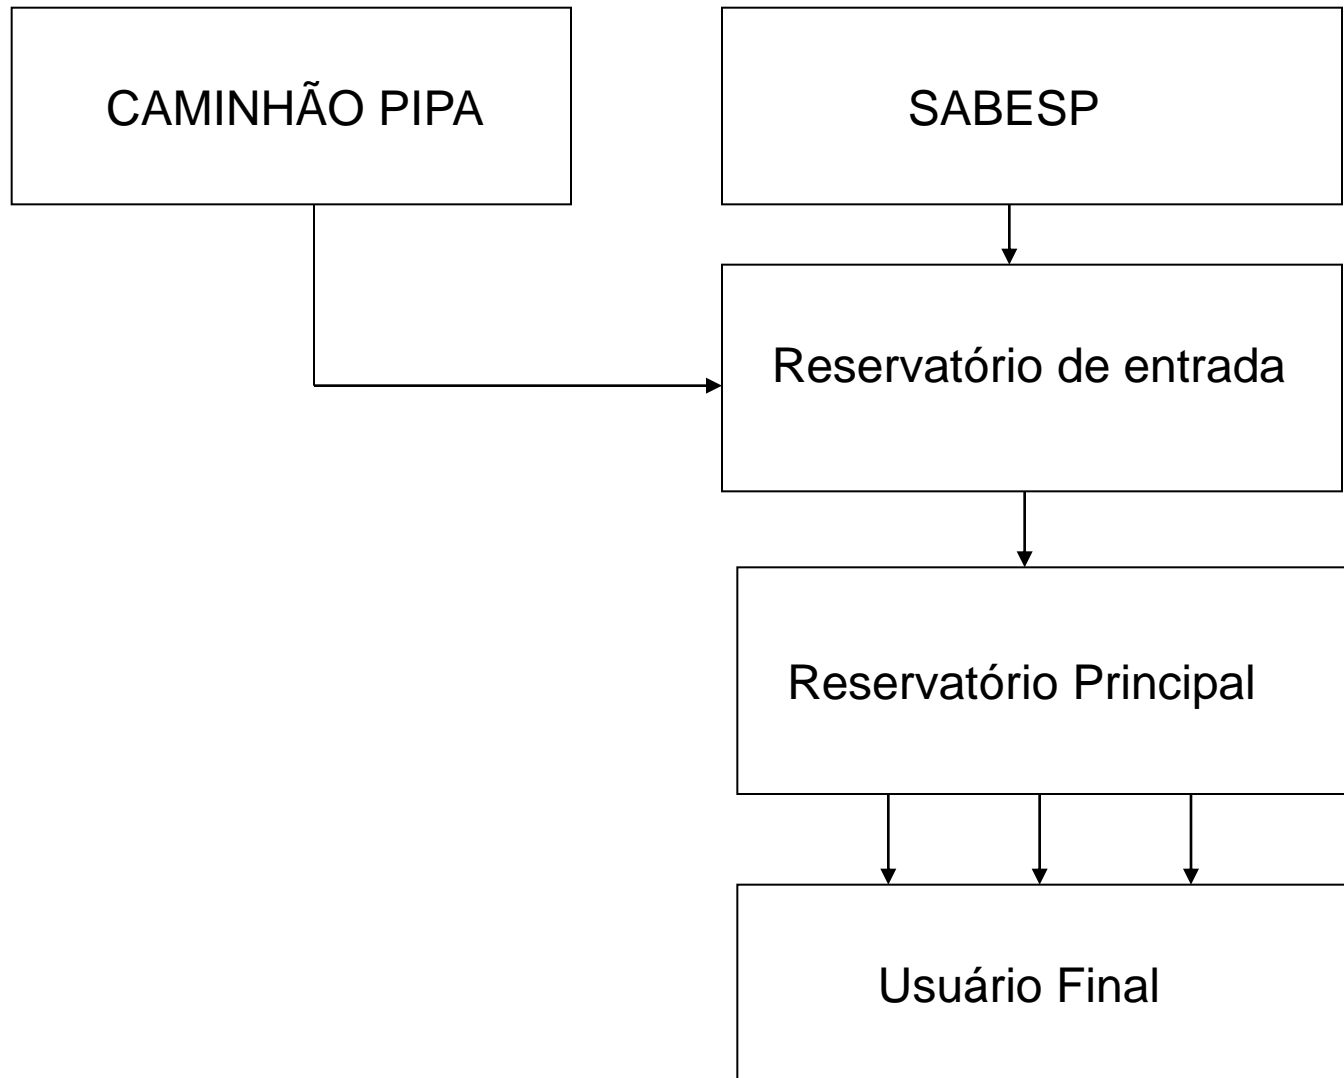 CAMINHÃO PIPA
SABESP
Reservatório de entrada
Reservatório Principal
Usuário Final